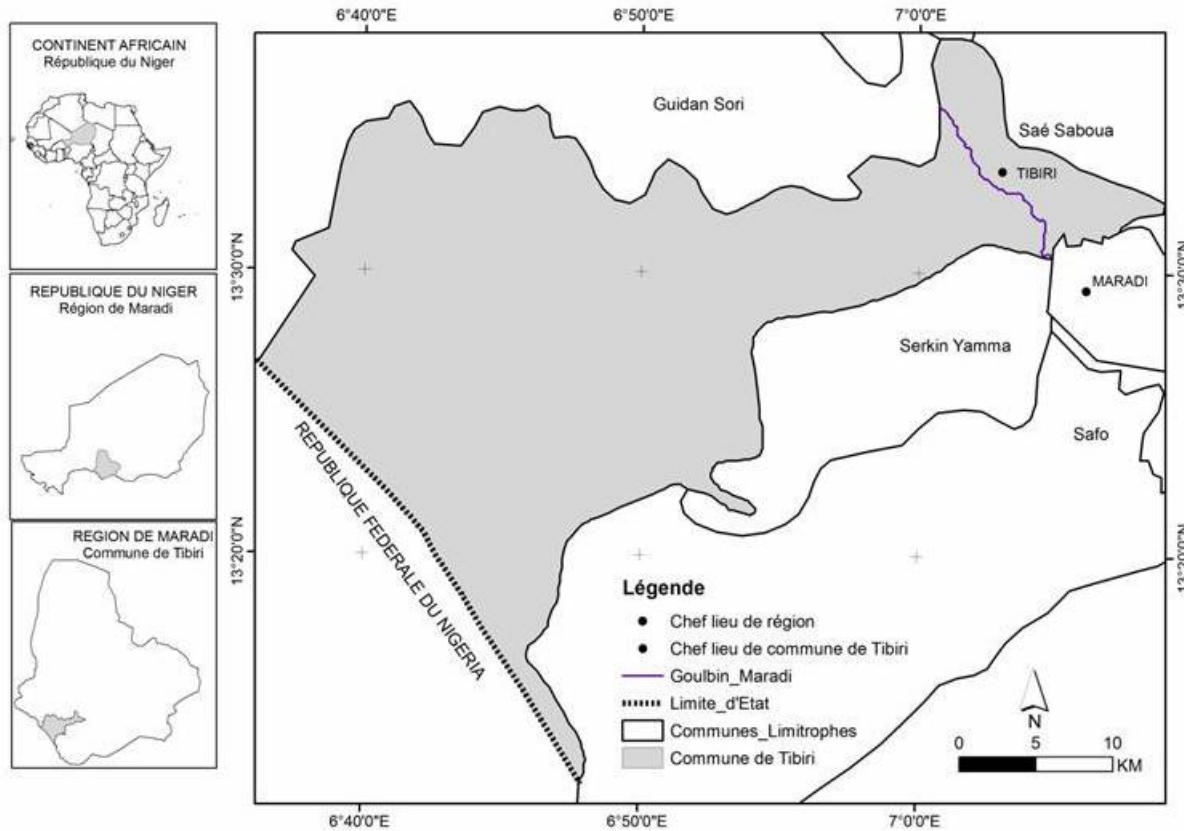 CONTINENT AFRICAIN
République du Niger
REPUBLIQUE DU NIGER
Région de Maradi
REGION DE MARADI
Commune de Tibiri
6°40'0"E
6°50'0"E
7°0'0"E
13°30'0"N
13°30'0"N
13°20'0"N
13°20'0"N
Guidan Sori
Saé Saboua
TIBIRI
MARADI
Serkin Yamma
Safo
REPUBLIQUE FEDERALE DU NIGERIA
Légende
Chef lieu de région
Chef lieu de commune de Tibiri
Goulbin_Maradi
Limite_d'Etat
Communes_Limitrophes
Commune de Tibiri
N
0 5 10
KM
6°40'0"E
6°50'0"E
7°0'0"E